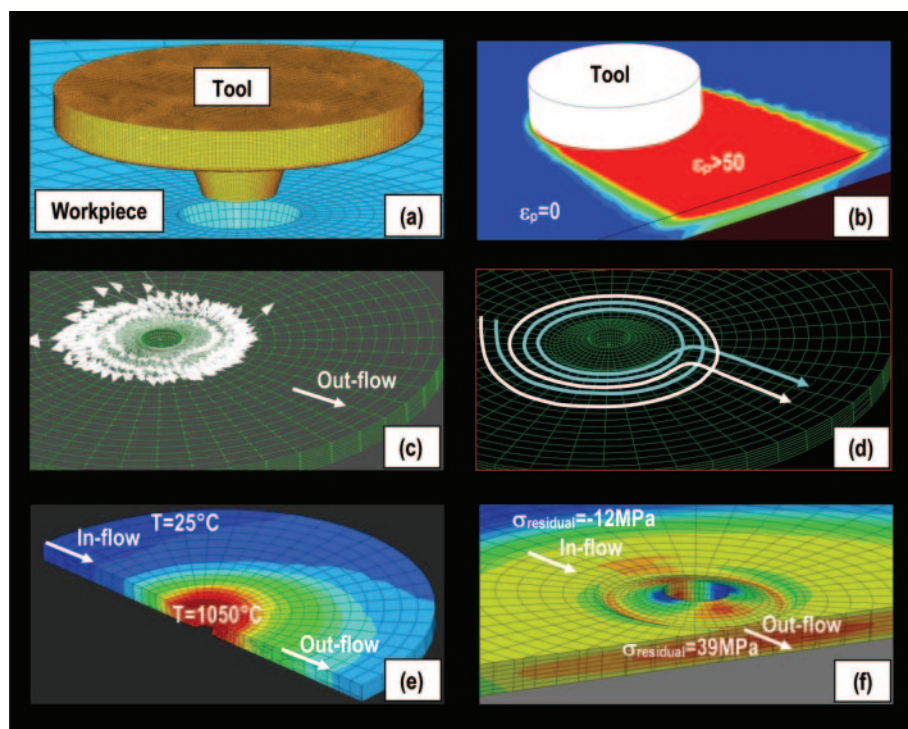 Tool
Workpiece
(a)
Tool
εp>50
εp=0
(b)
Out-flow
(c)
(d)
T=25°C
In-flow
T=1050°C
Out-flow
(e)
σresidual=-12MPa
In-flow
Out-flow
σresidual=39MPa
(f)